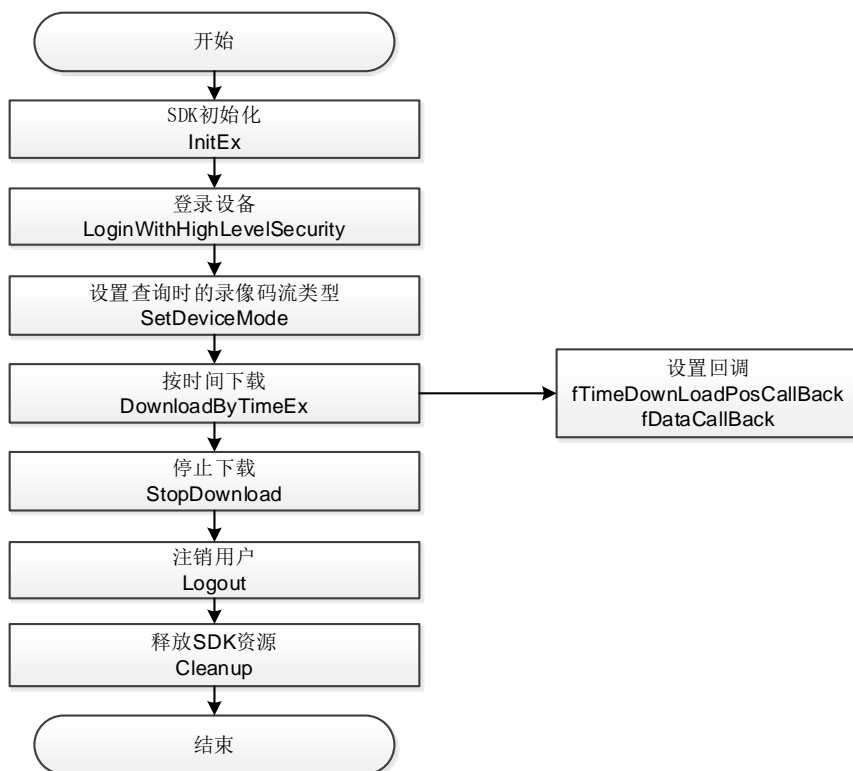 开始
SDK初始化
InitEx
登录设备
LoginWithHighLevelSecurity
设置查询时的录像码流类型
SetDeviceMode
按时间下载
DownloadByTimeEx
设置回调
fTimeDownLoadPosCallBack
fDataCallBack
停止下载
StopDownload
注销用户
Logout
释放SDK资源
Cleanup
结束